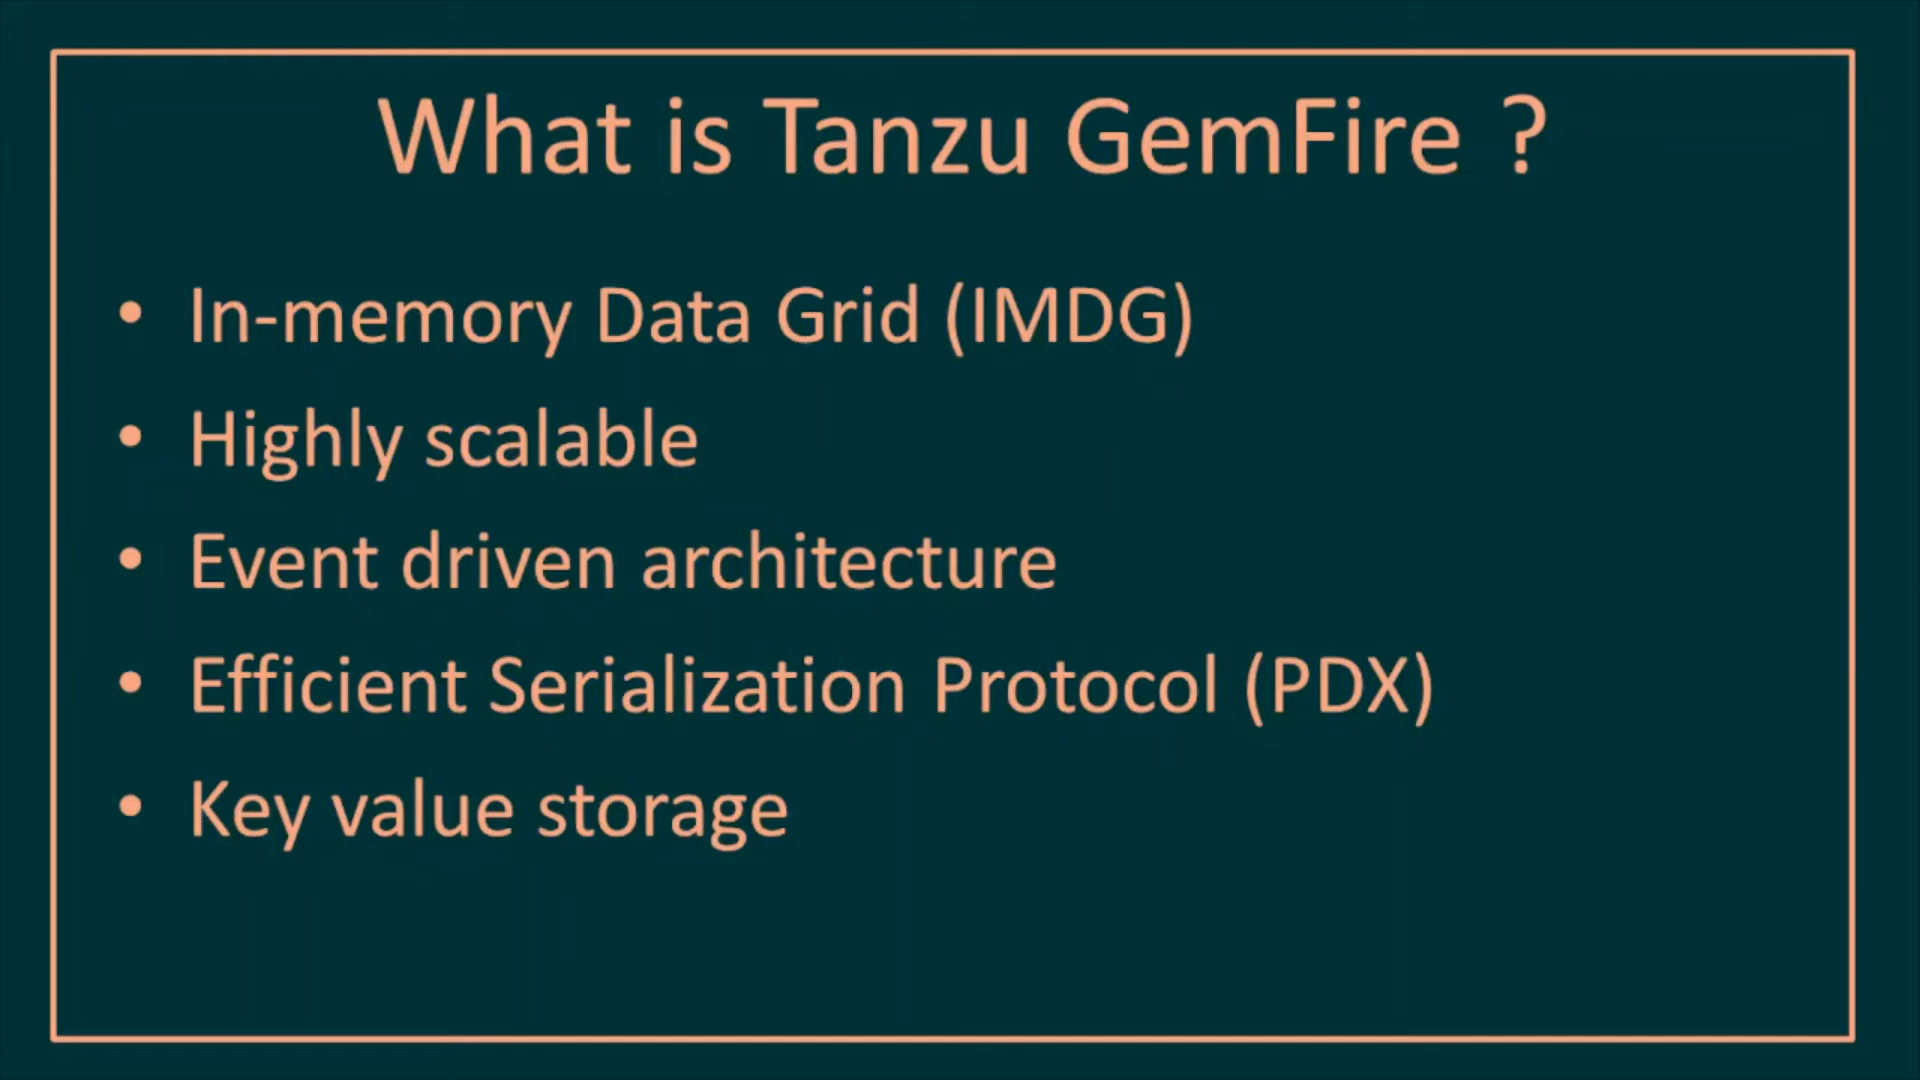 What is Tanzu GemFire ?
• In-memory Data Grid (IMDG)
• Highly scalable
• Event driven architecture
• Efficient Serialization Protocol (PDX)
• Key value storage